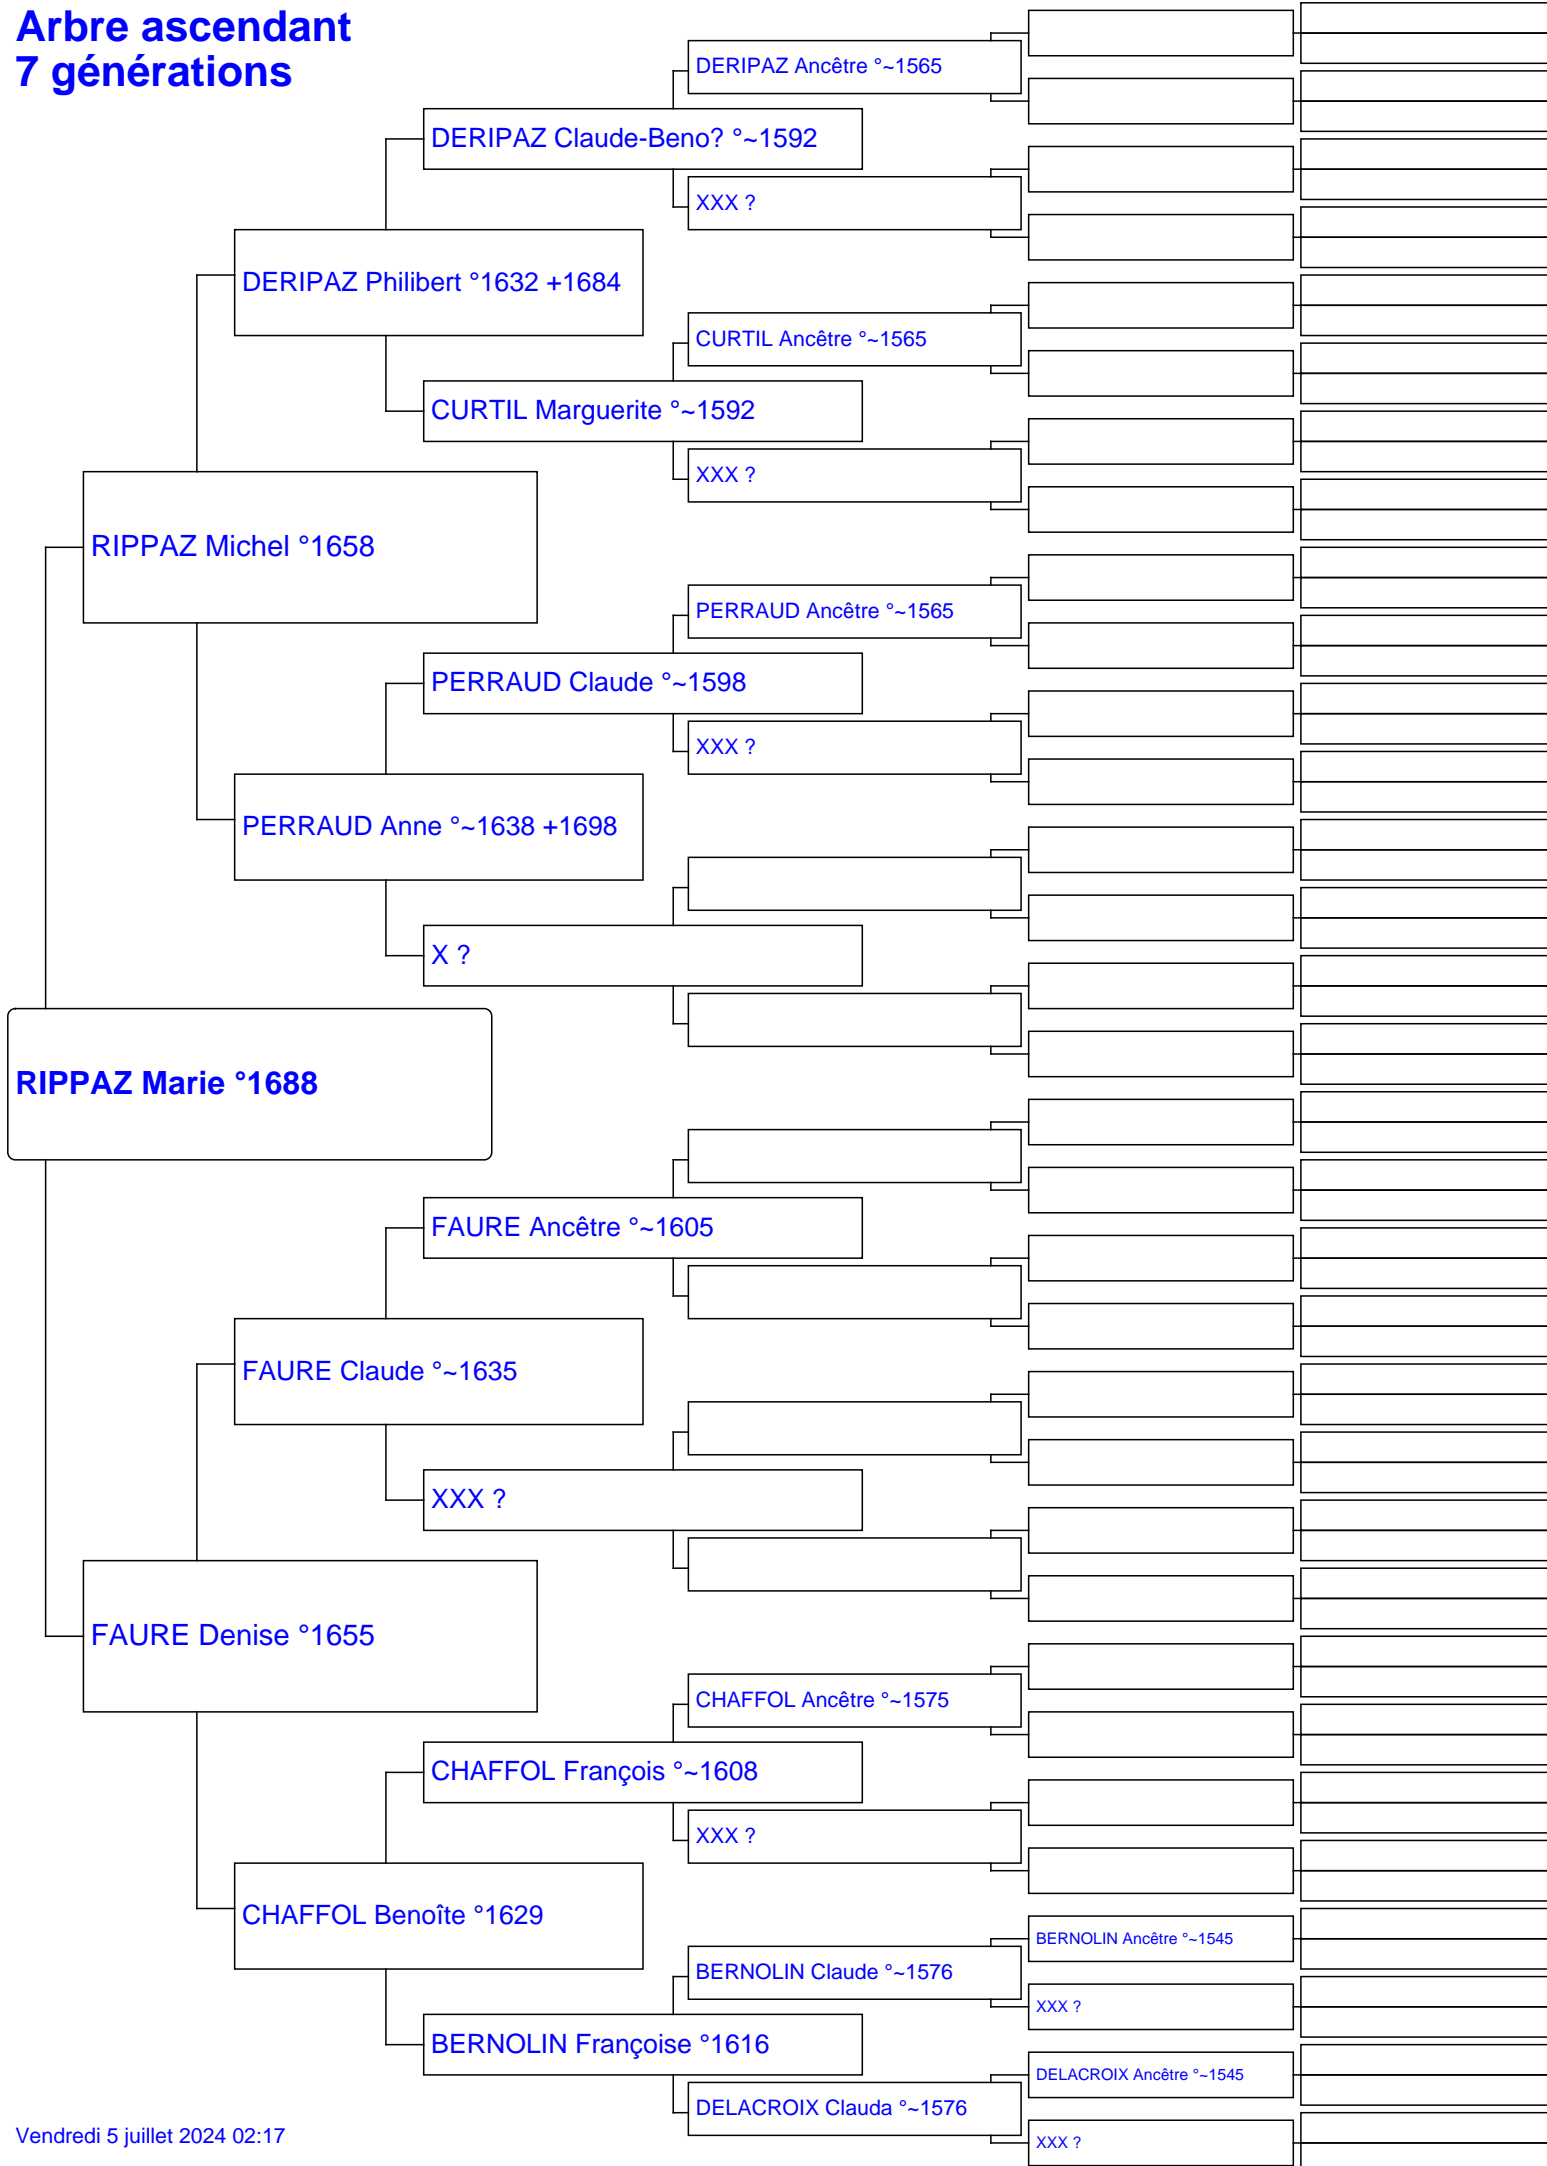 Arbre ascendant
7 générations
DERIPAZ Ancêtre °~1565
DERIPAZ Claude-Beno? °~1592
XXX ?
DERIPAZ Philibert °1632 +1684
CURTIL Ancêtre °~1565
CURTIL Marguerite °~1592
XXX ?
RIPPAZ Michel °1658
PERRAUD Ancêtre °~1565
PERRAUD Claude °~1598
XXX ?
PERRAUD Anne °~1638 +1698
X ?
RIPPAZ Marie °1688
FAURE Ancêtre °~1605
FAURE Claude °~1635
XXX ?
FAURE Denise °1655
CHAFFOL Ancêtre °~1575
CHAFFOL François °~1608
XXX ?
CHAFFOL Benoîte °1629
BERNOLIN Ancêtre °~1545
BERNOLIN Claude °~1576
XXX ?
BERNOLIN Françoise °1616
DELACROIX Ancêtre °~1545
DELACROIX Clauda °~1576
XXX ?
Vendredi 5 juillet 2024 02:17